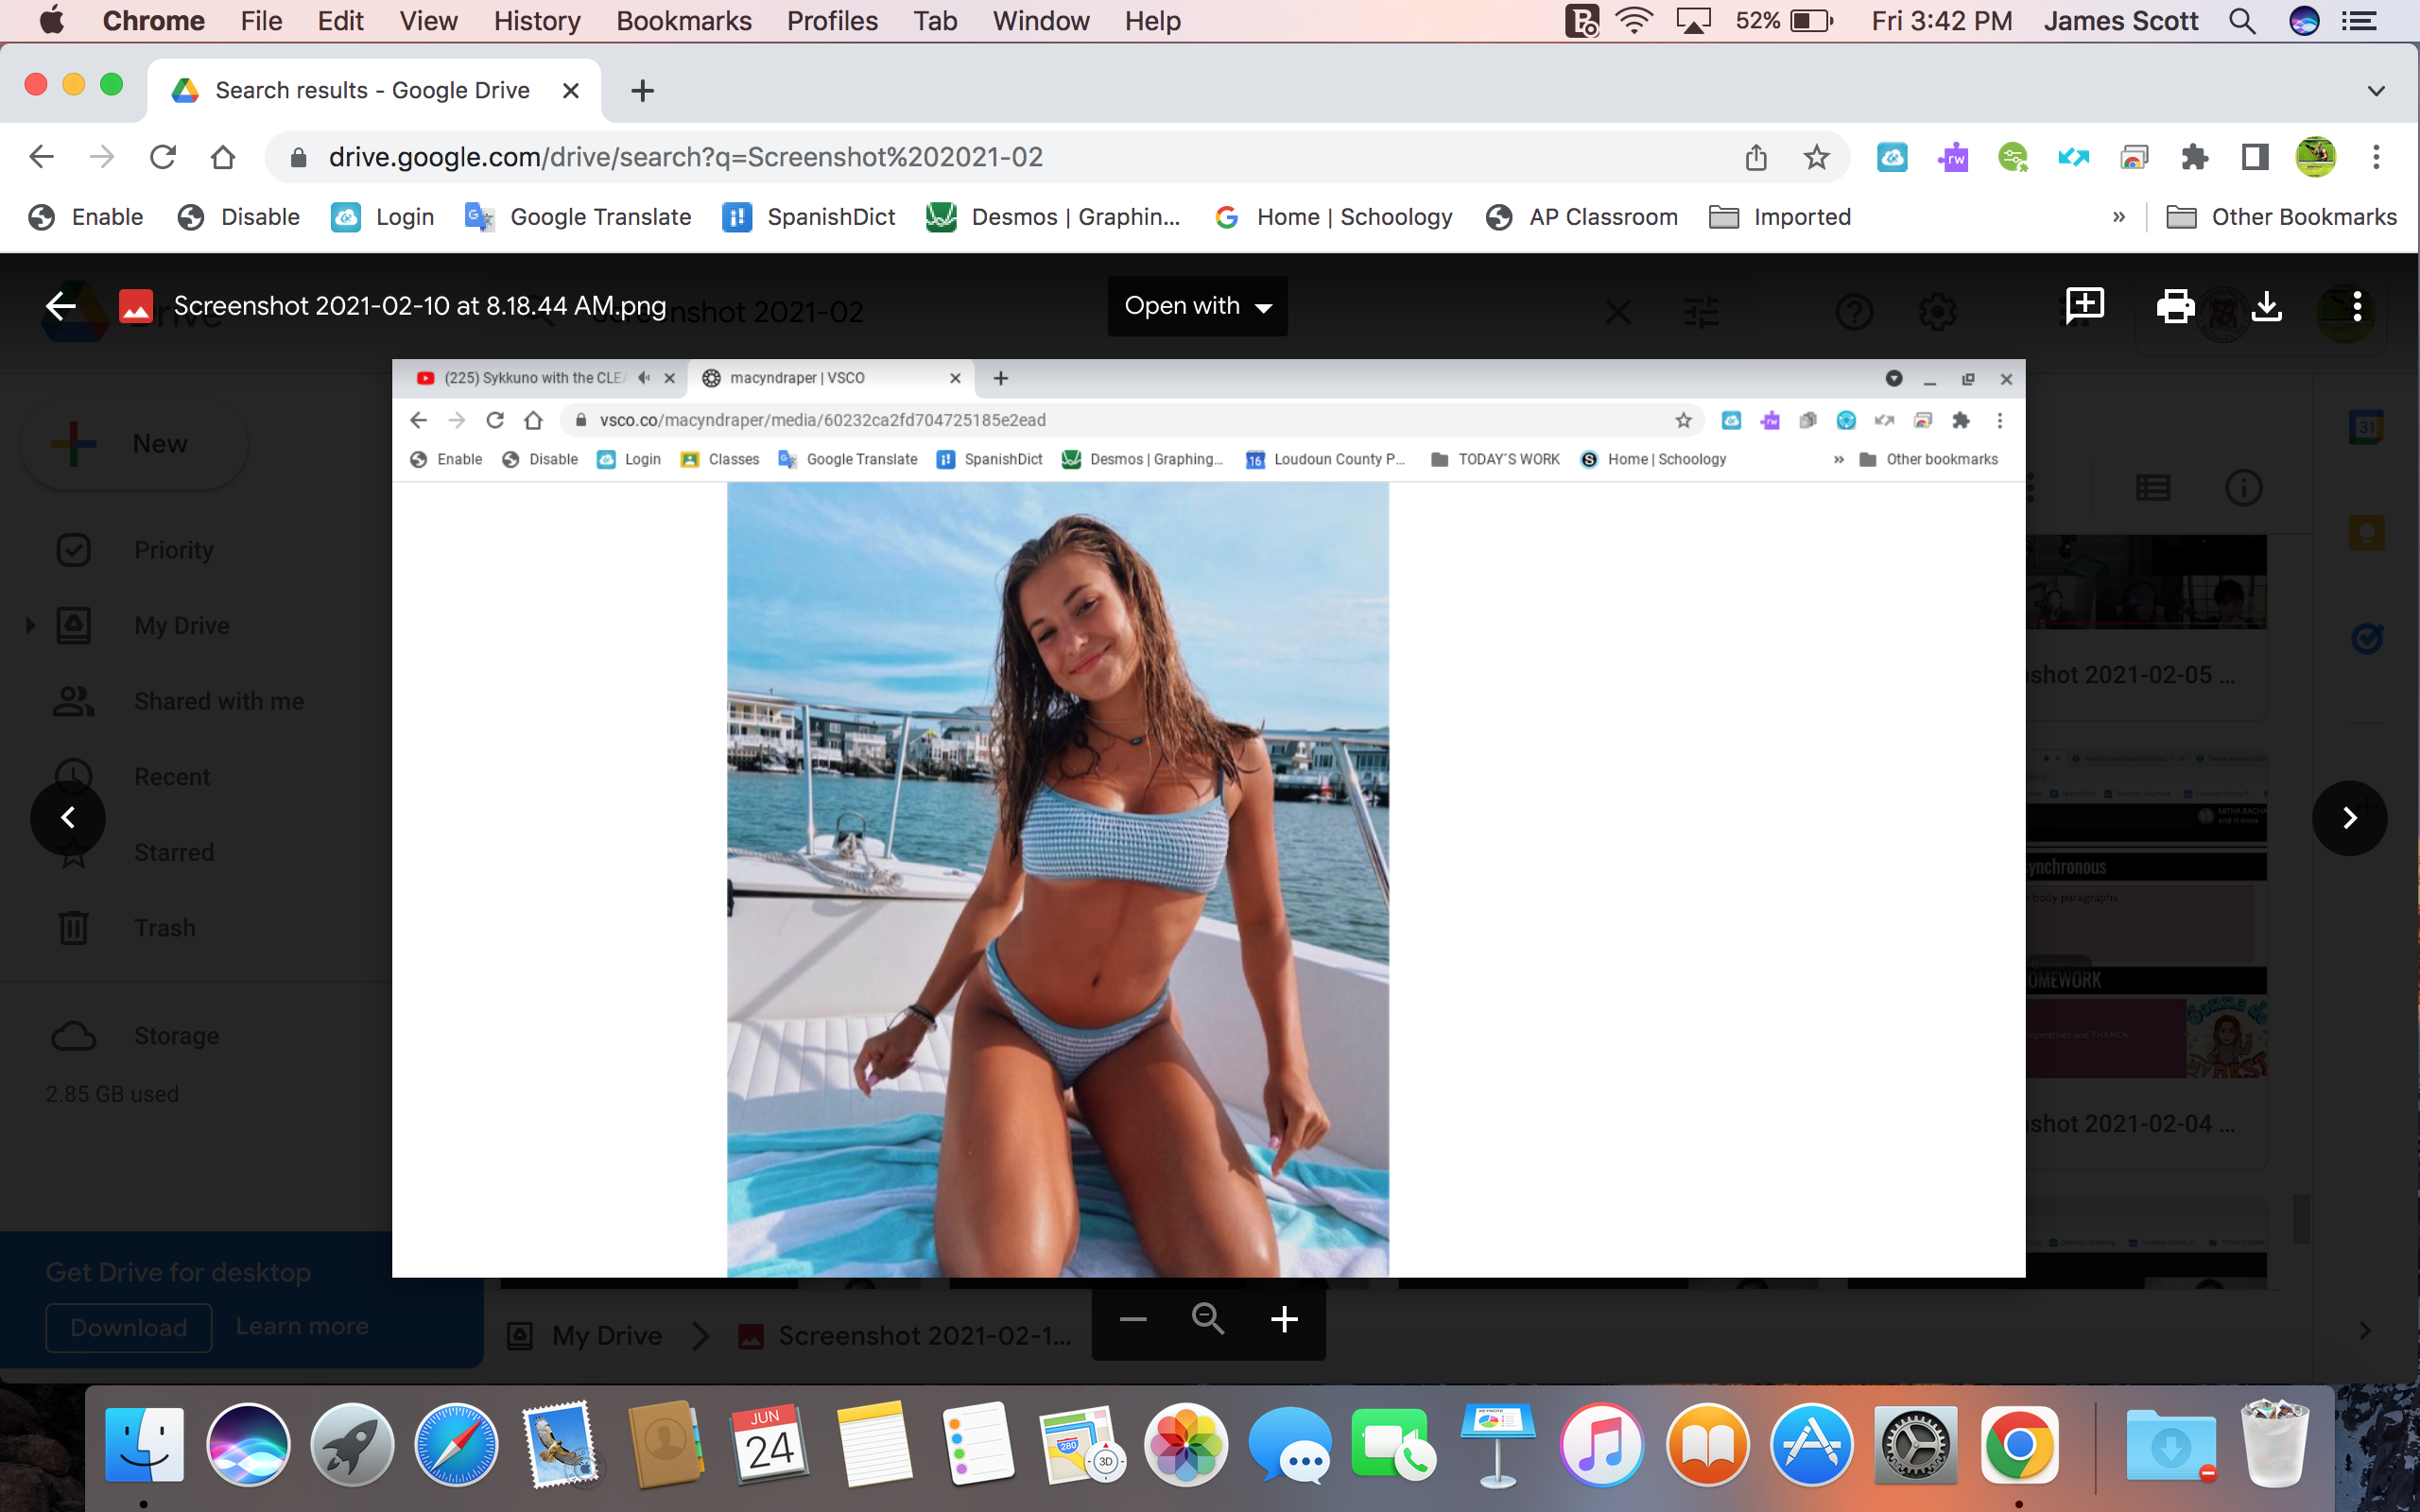 Chrome File Edit View History Bookmarks Profiles Tab Window Help 52% Fri 3:42 PM James Scott
Search results - Google Drive
drive.google.com/drive/search?q=Screenshot%202021-02
Enable Disable Login Google Translate SpanishDict Desmos | Graphin... Home | Schoology AP Classroom Imported » Other Bookmarks
Screenshot 2021-02-10 at 8.18.44 AM.png Open with
(225) Sykkuno with the CLEA macyndraper | VSCO
vsco.co/macyndraper/media/60232ca2fd704725185e2ead
Enable Disable Login Classes Google Translate SpanishDict Desmos | Graphing... Loudoun County P... TODAY'S WORK Home | Schoology » Other bookmarks
New
Priority
My Drive
Shared with me
Recent
Starred
Trash
Storage
2.85 GB used
shot 2021-02-05 ...
ynchronous
body paragraphs
OMEWORK
shot 2021-02-04 ...
Get Drive for desktop
Download Learn more
My Drive Screenshot 2021-02-1...
JUN
24
280
3D